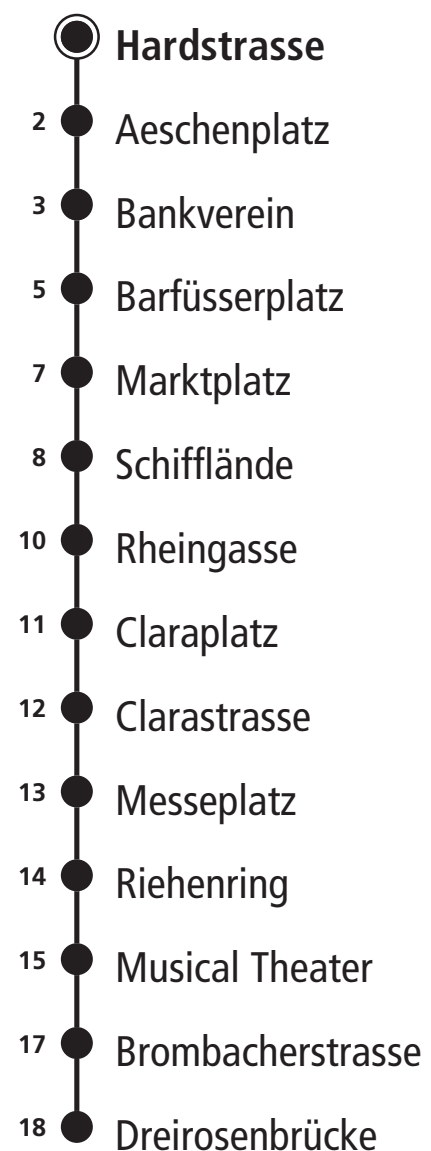 Hardstrasse
2 Aeschenplatz
3 Bankverein
5 Barfüsserplatz
7 Marktplatz
8 Schifflände
10 Rheingasse
11 Claraplatz
12 Clarastrasse
13 Messeplatz
14 Riehenring
15 Musical Theater
17 Brombacherstrasse
18 Dreirosenbrücke